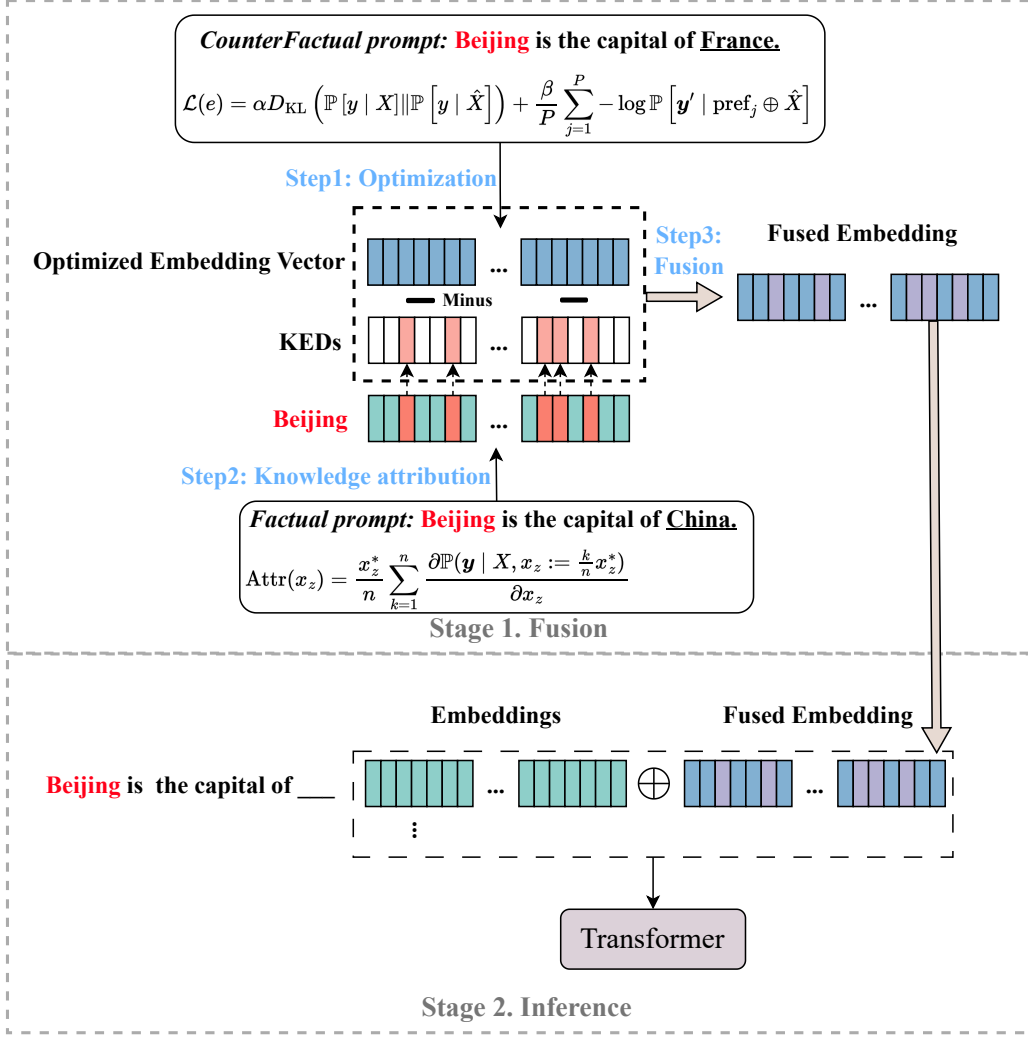 CounterFactual prompt: Beijing is the capital of France.
𝓛(e) = αD_KL (ℙ [y | X] ‖ ℙ [y | X̂]) + β/P ∑_{j=1}^{P} − log ℙ [y′ | pref_j ⊕ X̂]
Step1: Optimization
Step3:
Fusion
Fused Embedding
Optimized Embedding Vector
...
...
Minus
KEDs
...
Beijing
...
Step2: Knowledge attribution
Factual prompt: Beijing is the capital of China.
Attr(x_z) = x_z^*/n ∑_{k=1}^{n} ∂ℙ(y | X, x_z := k/n x_z^*)/∂x_z
Stage 1. Fusion
Embeddings
Fused Embedding
Beijing is the capital of ___
...
⊕
...
⋮
Transformer
Stage 2. Inference